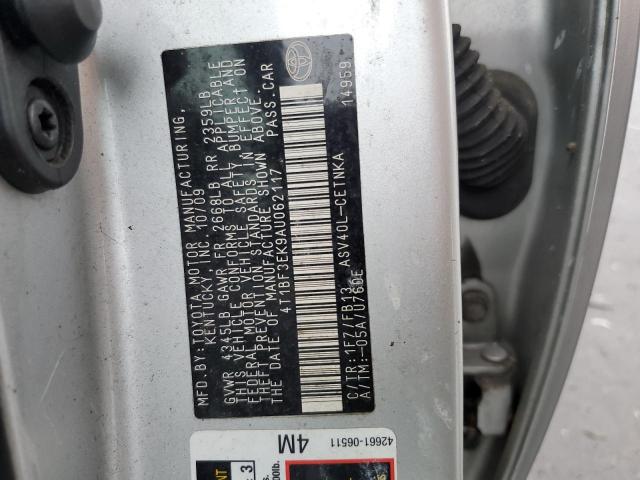 MFD. BY: TOYOTA MOTOR MANUFACTURING,
KENTUCKY, INC. 10/09
GVWR 4345LB GAWR FR 2668LB RR 2359LB
THIS VEHICLE CONFORMS TO ALL APPLICABLE
FEDERAL MOTOR VEHICLE SAFETY, BUMPER, AND
THEFT PREVENTION STANDARDS IN EFFECT ON
THE DATE OF MANUFACTURE SHOWN ABOVE.
4T1BF3EK9AU062117 PASS.CAR
C/TR:1F7/FB13 ASV40L-CETNKA
A/TM:-05A/U760E 14959
42661-06511
4M
3